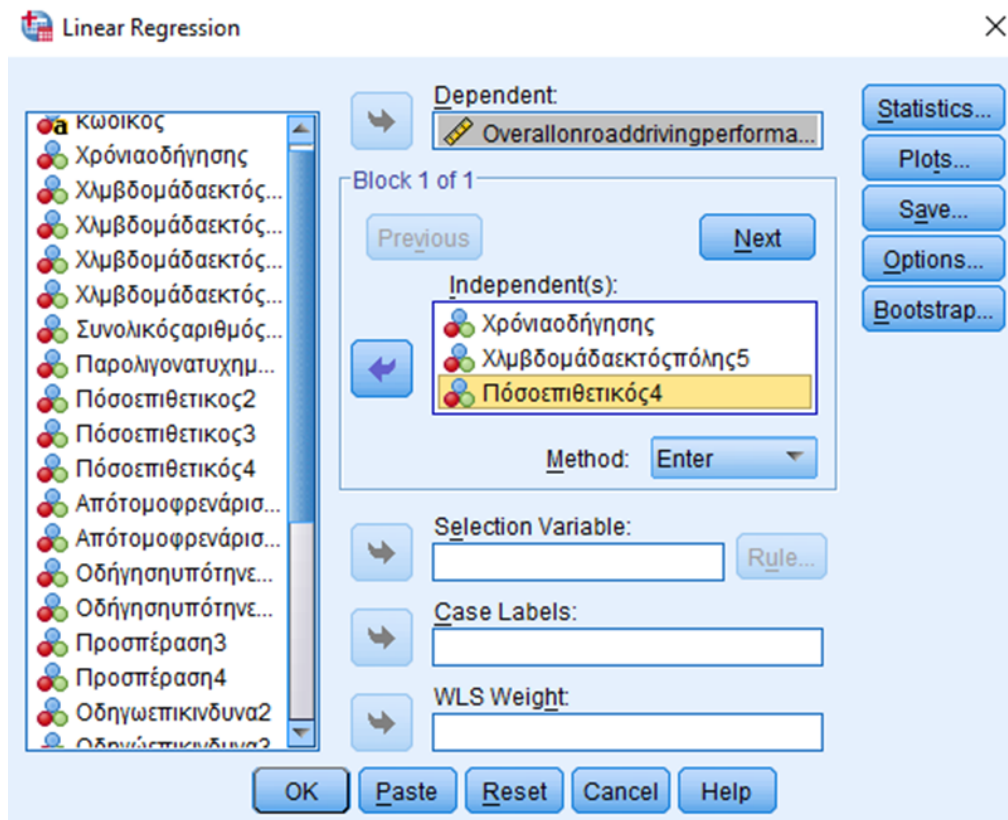 Linear Regression
Κωδικός
Χρόνιαοδήγησης
Χλμβδομάδαεκτός...
Χλμβδομάδαεκτός...
Χλμβδομάδαεκτός...
Χλμβδομάδαεκτός...
Συνολικόςαριθμός...
Παρολιγονατυχημ...
Πόσοεπιθετικος2
Πόσοεπιθετικος3
Πόσοεπιθετικός4
Απότομοφρενάρισ...
Απότομοφρενάρισ...
Οδήγησηυπότηνε...
Οδήγησηυπότηνε...
Προσπέραση3
Προσπέραση4
Οδηγωεπικινδυνα2
Οδηγώεπικινδυνα3
Dependent:
Overallonroaddrivingperforma...
Block 1 of 1
Previous
Next
Independent(s):
Χρόνιαοδήγησης
Χλμβδομάδαεκτόςπόλης5
Πόσοεπιθετικός4
Method: Enter
Selection Variable:
Rule...
Case Labels:
WLS Weight:
Statistics...
Plots...
Save...
Options...
Bootstrap...
OK Paste Reset Cancel Help